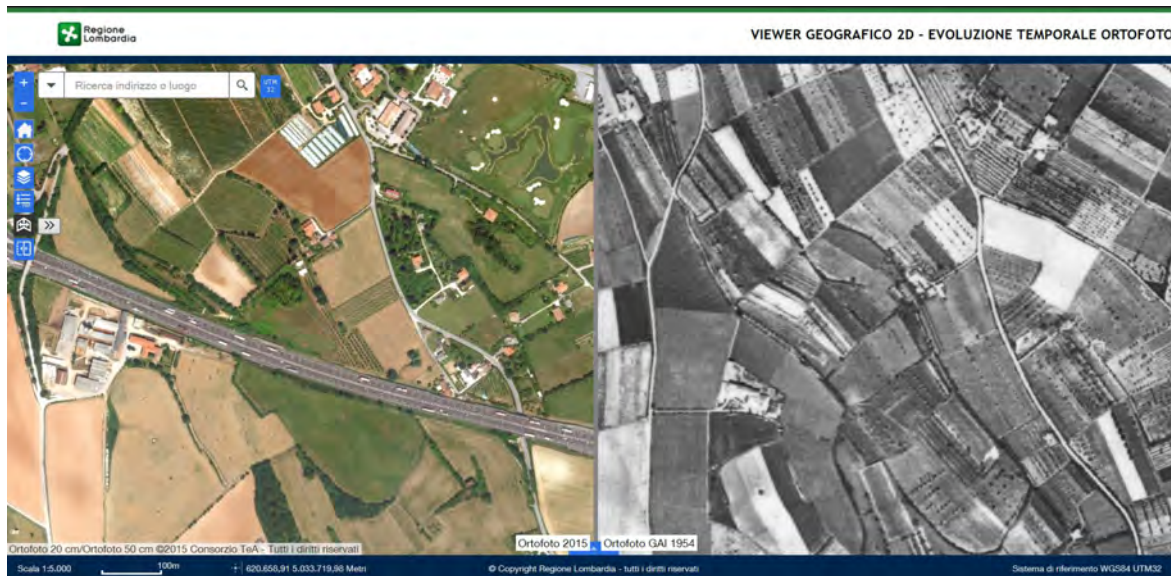 Regione
Lombardia
VIEWER GEOGRAFICO 2D - EVOLUZIONE TEMPORALE ORTOFOTO
+
Ricerca indirizzo o luogo
UTM
32
−
Ortofoto 2015
Ortofoto GAI 1954
Ortofoto 20 cm/Ortofoto 50 cm ©2015 Consorzio TeA - Tutti i diritti riservati
Scala 1:5.000
100m
620.658,91 5.033.719,98 Metri
© Copyright Regione Lombardia - tutti i diritti riservati
Sistema di riferimento WGS84 UTM32